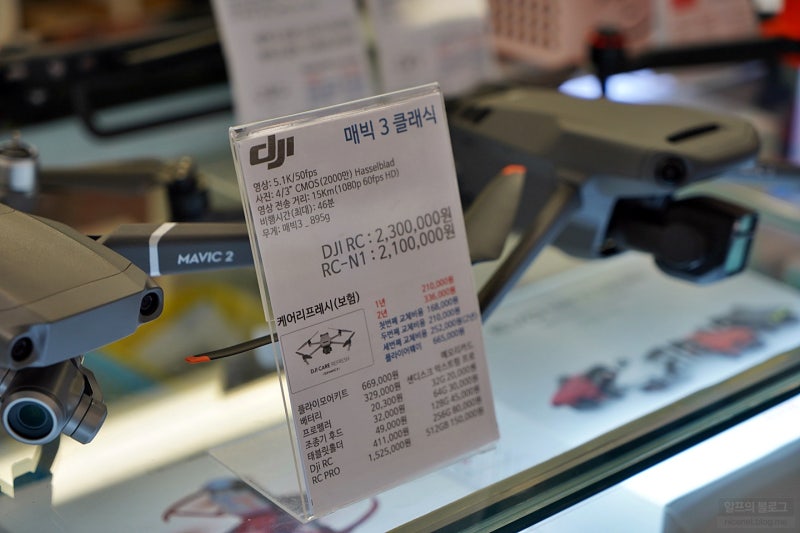 dji
매빅 3 클래식
영상: 5.1K/50fps
사진: 4/3" CMOS(2000만) Hasselblad
영상 전송 거리: 15Km(1080p 60fps HD)
비행시간(최대): 46분
무게: 매빅3 _ 895g
DJI RC : 2,300,000원
RC-N1 : 2,100,000원
케어리프레시(보험)
1년 210,000원
2년 336,000원
첫번째 교체비용 168,000원
두번째 교체비용 210,000원
세번째 교체비용 252,000원(2년)
플라이어웨이 665,000원
DJI CARE REFRESH
플라이모어키트 669,000원
배터리 329,000원
프로펠러 20,300원
조종기 후드 32,000원
태블릿홀더 49,000원
Dji RC 411,000원
RC PRO 1,525,000원
메모리카드
샌디스크 익스트림 프로
32G 20,000원
64G 30,000원
128G 45,000원
256G 80,000원
512GB 150,000원
MAVIC 2
알프의 블로그
nicenet.blog.me